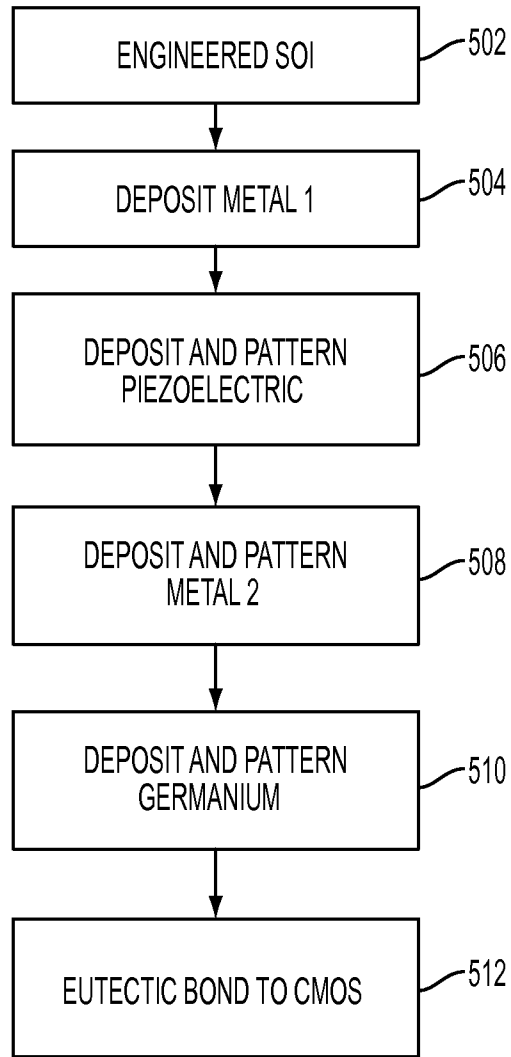 ENGINEERED SOI
502
DEPOSIT METAL 1
504
DEPOSIT AND PATTERN
PIEZOELECTRIC
506
DEPOSIT AND PATTERN
METAL 2
508
DEPOSIT AND PATTERN
GERMANIUM
510
EUTECTIC BOND TO CMOS
512